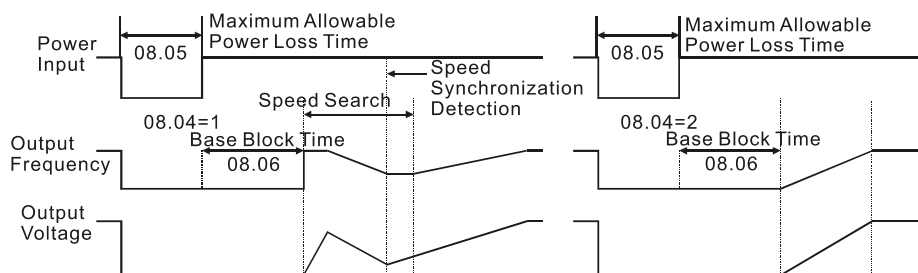 Power
Input
08.05
Maximum Allowable
Power Loss Time
Speed
Synchronization
Detection
Speed Search
08.04=1
Output
Frequency
Base Block Time
08.06
Output
Voltage
08.05
Maximum Allowable
Power Loss Time
08.04=2
Base Block Time
08.06